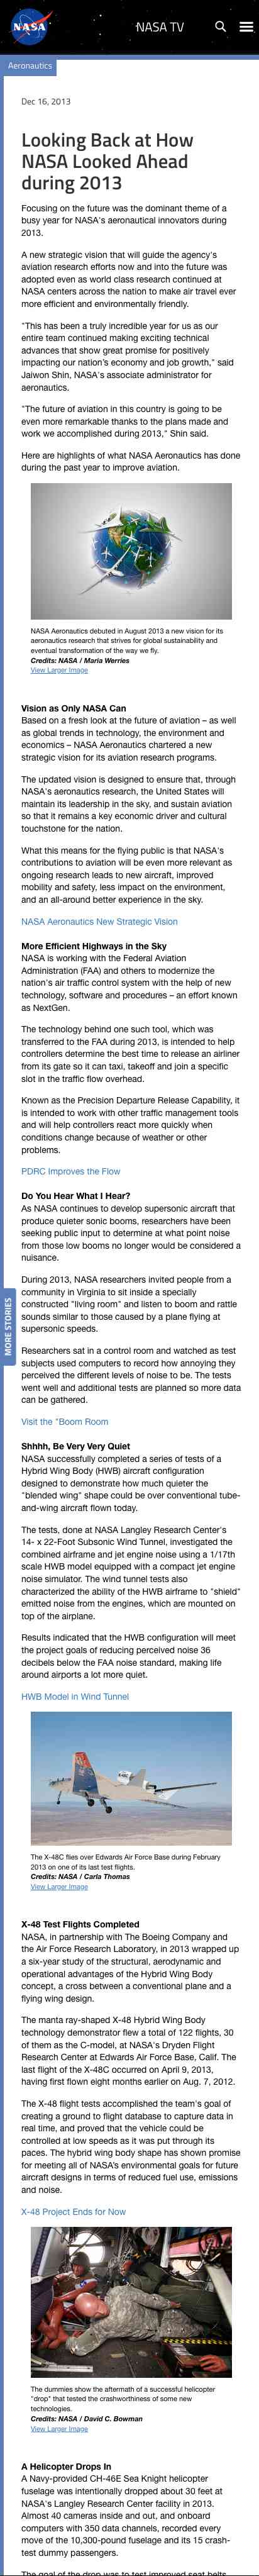 NASA
NASA TV
Aeronautics
Dec 16, 2013
Looking Back at How
NASA Looked Ahead
during 2013
Focusing on the future was the dominant theme of a
busy year for NASA's aeronautical innovators during
2013.
A new strategic vision that will guide the agency's
aviation research efforts now and into the future was
adopted even as world class research continued at
NASA centers across the nation to make air travel ever
more efficient and environmentally friendly.
"This has been a truly incredible year for us as our
entire team continued making exciting technical
advances that show great promise for positively
impacting our nation's economy and job growth," said
Jaiwon Shin, NASA's associate administrator for
aeronautics.
"The future of aviation in this country is going to be
even more remarkable thanks to the plans made and
work we accomplished during 2013," Shin said.
Here are highlights of what NASA Aeronautics has done
during the past year to improve aviation.
NASA Aeronautics debuted in August 2013 a new vision for its
aeronautics research that strives for global sustainability and
eventual transformation of the way we fly.
Credits: NASA / Maria Werries
View Larger Image
Vision as Only NASA Can
Based on a fresh look at the future of aviation – as well
as global trends in technology, the environment and
economics – NASA Aeronautics chartered a new
strategic vision for its aviation research programs.
The updated vision is designed to ensure that, through
NASA's aeronautics research, the United States will
maintain its leadership in the sky, and sustain aviation
so that it remains a key economic driver and cultural
touchstone for the nation.
What this means for the flying public is that NASA's
contributions to aviation will be even more relevant as
ongoing research leads to new aircraft, improved
mobility and safety, less impact on the environment,
and an all-around better experience in the sky.
NASA Aeronautics New Strategic Vision
More Efficient Highways in the Sky
NASA is working with the Federal Aviation
Administration (FAA) and others to modernize the
nation's air traffic control system with the help of new
technology, software and procedures – an effort known
as NextGen.
The technology behind one such tool, which was
transferred to the FAA during 2013, is intended to help
controllers determine the best time to release an airliner
from its gate so it can taxi, takeoff and join a specific
slot in the traffic flow overhead.
Known as the Precision Departure Release Capability, it
is intended to work with other traffic management tools
and will help controllers react more quickly when
conditions change because of weather or other
problems.
PDRC Improves the Flow
Do You Hear What I Hear?
As NASA continues to develop supersonic aircraft that
produce quieter sonic booms, researchers have been
seeking public input to determine at what point noise
from those low booms no longer would be considered a
nuisance.
MORE STORIES
During 2013, NASA researchers invited people from a
community in Virginia to sit inside a specially
constructed "living room" and listen to boom and rattle
sounds similar to those caused by a plane flying at
supersonic speeds.
Researchers sat in a control room and watched as test
subjects used computers to record how annoying they
perceived the different levels of noise to be. The tests
went well and additional tests are planned so more data
can be gathered.
Visit the "Boom Room
Shhhh, Be Very Very Quiet
NASA successfully completed a series of tests of a
Hybrid Wing Body (HWB) aircraft configuration
designed to demonstrate how much quieter the
"blended wing" shape could be over conventional tube-
and-wing aircraft flown today.
The tests, done at NASA Langley Research Center's
14- x 22-Foot Subsonic Wind Tunnel, investigated the
combined airframe and jet engine noise using a 1/17th
scale HWB model equipped with a compact jet engine
noise simulator. The wind tunnel tests also
characterized the ability of the HWB airframe to "shield"
emitted noise from the engines, which are mounted on
top of the airplane.
Results indicated that the HWB configuration will meet
the project goals of reducing perceived noise 36
decibels below the FAA noise standard, making life
around airports a lot more quiet.
HWB Model in Wind Tunnel
The X-48C flies over Edwards Air Force Base during February
2013 on one of its last test flights.
Credits: NASA / Carla Thomas
View Larger Image
X-48 Test Flights Completed
NASA, in partnership with The Boeing Company and
the Air Force Research Laboratory, in 2013 wrapped up
a six-year study of the structural, aerodynamic and
operational advantages of the Hybrid Wing Body
concept, a cross between a conventional plane and a
flying wing design.
The manta ray-shaped X-48 Hybrid Wing Body
technology demonstrator flew a total of 122 flights, 30
of them as the C-model, at NASA's Dryden Flight
Research Center at Edwards Air Force Base, Calif. The
last flight of the X-48C occurred on April 9, 2013,
having first flown eight months earlier on Aug. 7, 2012.
The X-48 flight tests accomplished the team's goal of
creating a ground to flight database to capture data in
real time, and proved that the vehicle could be
controlled at low speeds as it was put through its
paces. The hybrid wing body shape has shown promise
for meeting all of NASA's environmental goals for future
aircraft designs in terms of reduced fuel use, emissions
and noise.
X-48 Project Ends for Now
The dummies show the aftermath of a successful helicopter
"drop" that tested the crashworthiness of some new
technologies.
Credits: NASA / David C. Bowman
View Larger Image
A Helicopter Drops In
A Navy-provided CH-46E Sea Knight helicopter
fuselage was intentionally dropped about 30 feet at
NASA's Langley Research Center facility in 2013.
Almost 40 cameras inside and out, and onboard
computers with 350 data channels, recorded every
move of the 10,300-pound fuselage and its 15 crash-
test dummy passengers.
The goal of the drop was to test improved seat belts